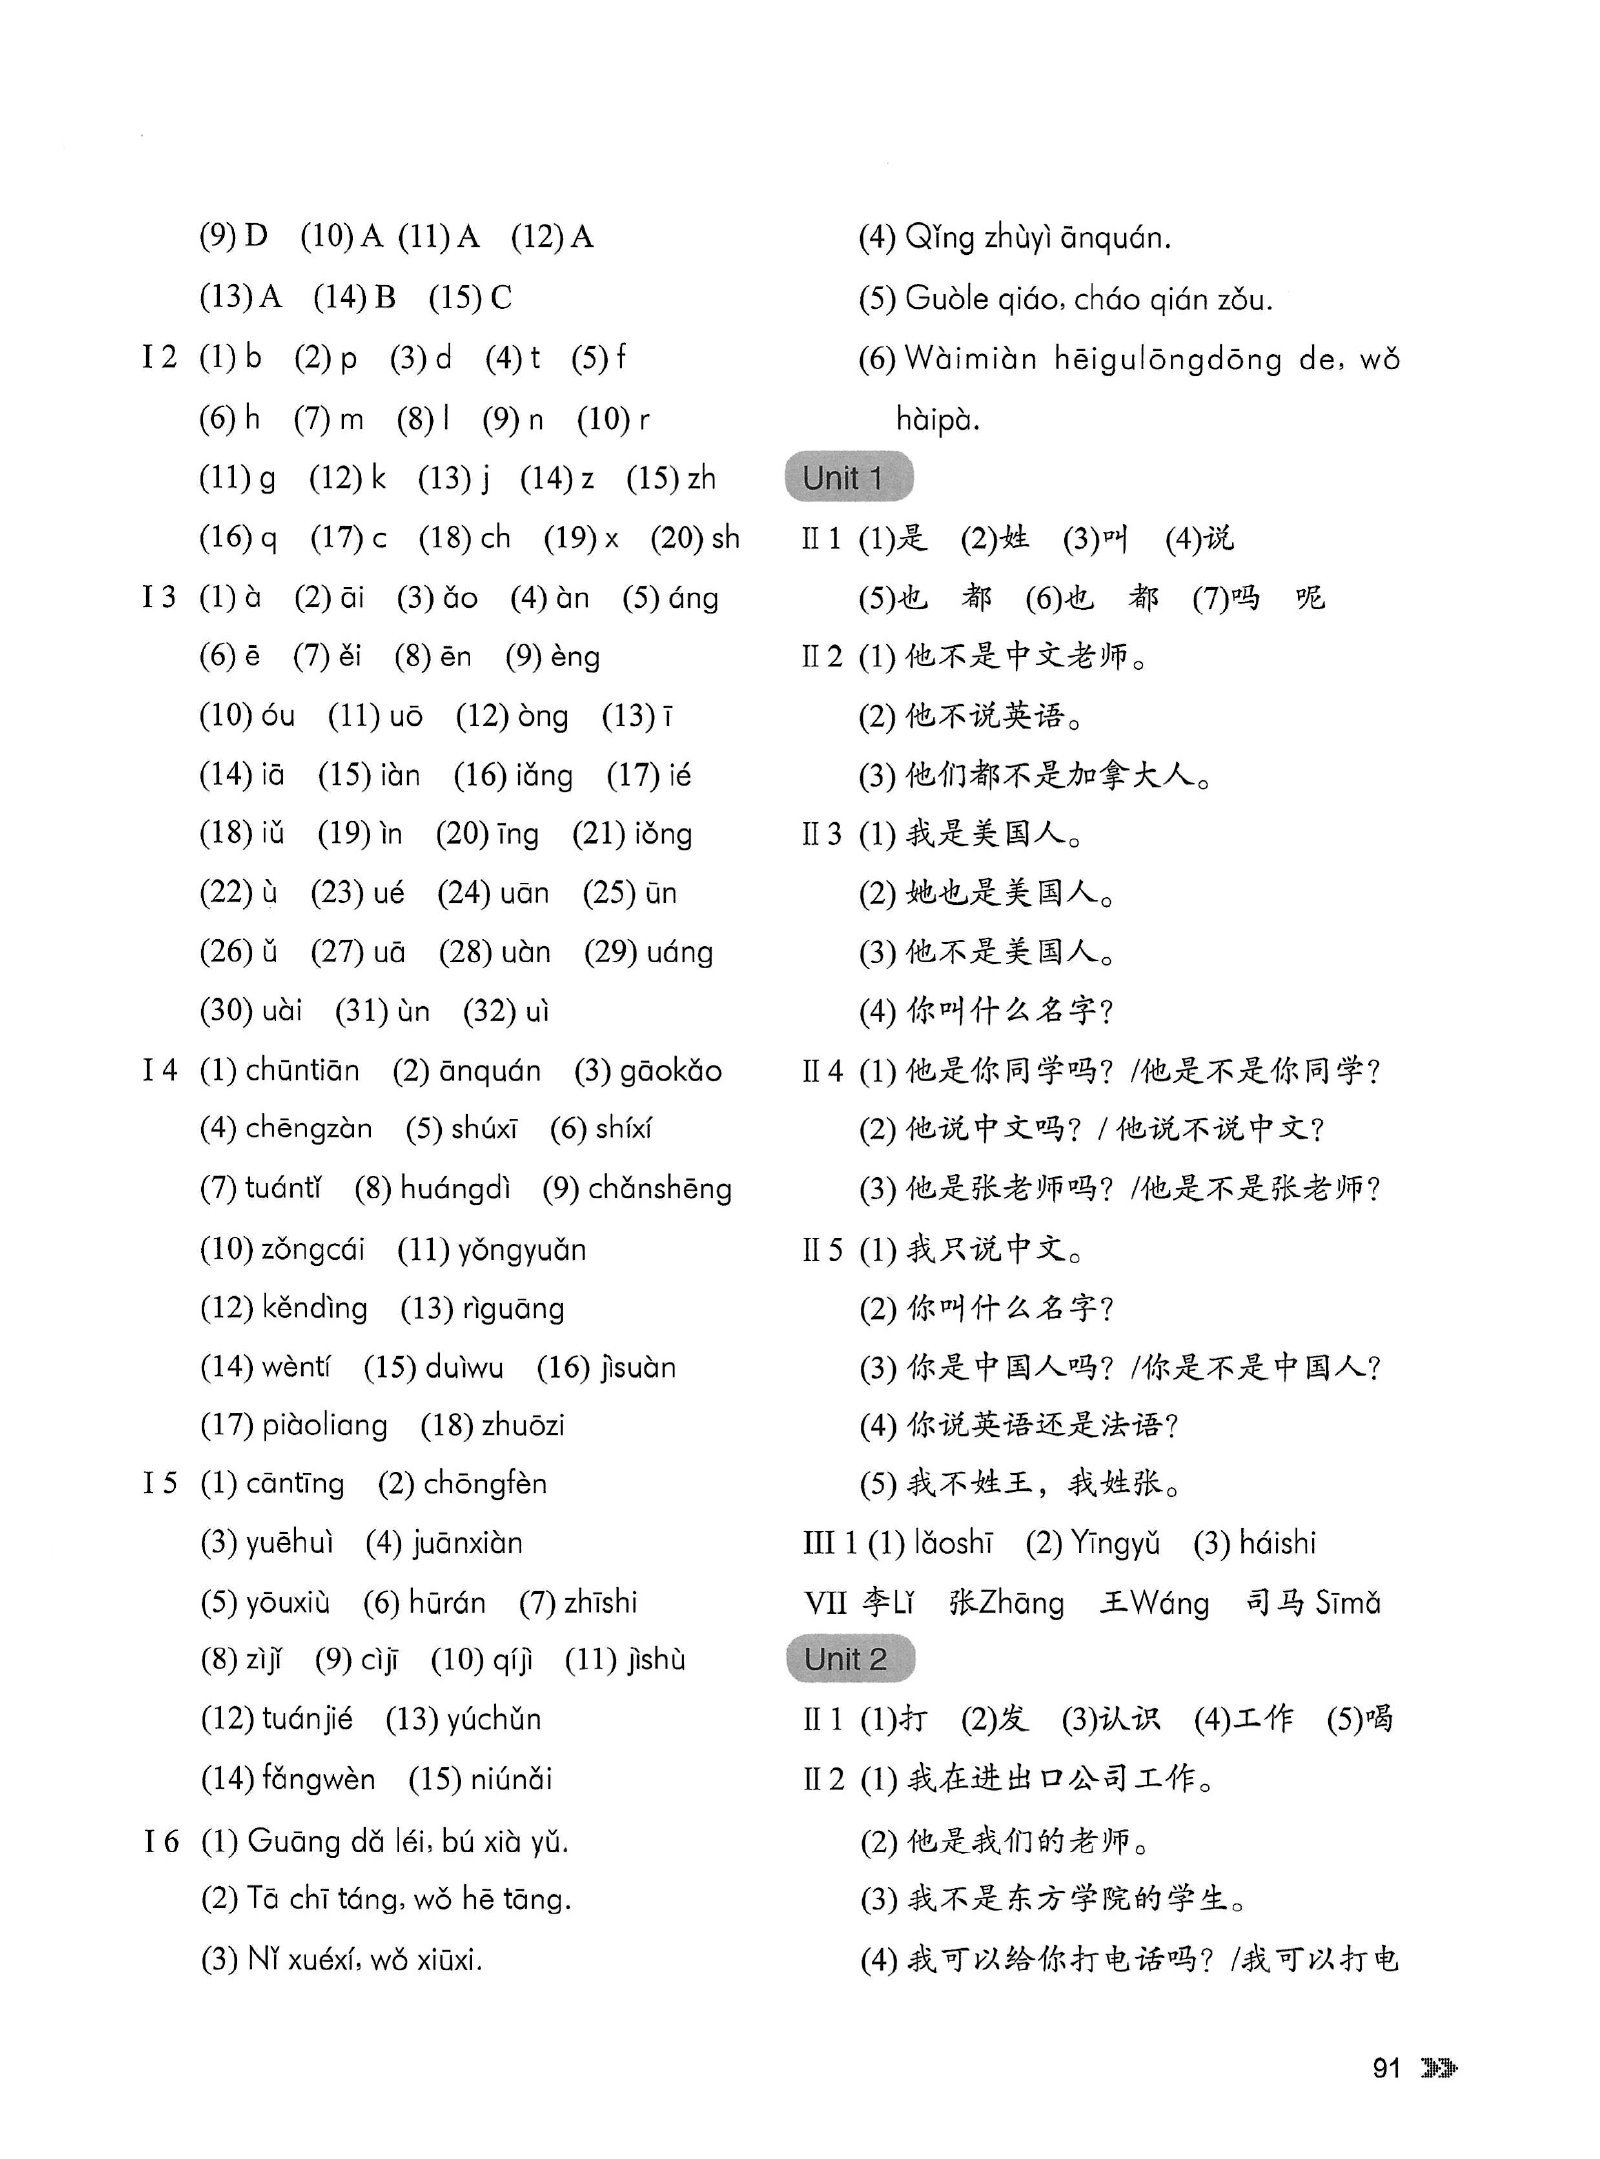 (9) D (10) A (11) A (12) A
(13) A (14) B (15) C
I 2 (1) b (2) p (3) d (4) t (5) f
(6) h (7) m (8) l (9) n (10) r
(11) g (12) k (13) j (14) z (15) zh
(16) q (17) c (18) ch (19) x (20) sh
I 3 (1) à (2) āi (3) ǎo (4) àn (5) áng
(6) ē (7) ěi (8) ēn (9) èng
(10) óu (11) uō (12) òng (13) ī
(14) iā (15) iàn (16) iǎng (17) ié
(18) iǔ (19) ìn (20) īng (21) iǒng
(22) ù (23) ué (24) uān (25) ūn
(26) ǔ (27) uā (28) uàn (29) uáng
(30) uài (31) ùn (32) uì
I 4 (1) chūntiān (2) ānquán (3) gāokǎo
(4) chēngzàn (5) shúxī (6) shíxí
(7) tuántǐ (8) huángdì (9) chǎnshēng
(10) zǒngcái (11) yǒngyuǎn
(12) kěndìng (13) rìguāng
(14) wèntí (15) duìwu (16) jìsuàn
(17) piàoliang (18) zhuōzi
I 5 (1) cāntīng (2) chōngfèn
(3) yuēhuì (4) juānxiàn
(5) yōuxiù (6) hūrán (7) zhīshi
(8) zìjǐ (9) cìjī (10) qíjì (11) jìshù
(12) tuánjié (13) yúchǔn
(14) fǎngwèn (15) niúnǎi
I 6 (1) Guāng dǎ léi, bú xià yǔ.
(2) Tā chī táng, wǒ hē tāng.
(3) Nǐ xuéxí, wǒ xiūxi.
(4) Qǐng zhùyì ānquán.
(5) Guòle qiáo, cháo qián zǒu.
(6) Wàimiàn hēigulōngdōng de, wǒ
hàipà.
Unit 1
II 1 (1)是 (2)姓 (3)叫 (4)说
(5)也 都 (6)也 都 (7)吗 呢
II 2 (1) 他不是中文老师。
(2) 他不说英语。
(3) 他们都不是加拿大人。
II 3 (1) 我是美国人。
(2) 她也是美国人。
(3) 他不是美国人。
(4) 你叫什么名字?
II 4 (1) 他是你同学吗? /他是不是你同学?
(2) 他说中文吗? / 他说不说中文?
(3) 他是张老师吗? /他是不是张老师?
II 5 (1) 我只说中文。
(2) 你叫什么名字?
(3) 你是中国人吗? /你是不是中国人?
(4) 你说英语还是法语?
(5) 我不姓王，我姓张。
III 1 (1) lǎoshī (2) Yīngyǔ (3) háishi
VII 李Lǐ 张Zhāng 王Wáng 司马 Sīmǎ
Unit 2
II 1 (1)打 (2)发 (3)认识 (4)工作 (5)喝
II 2 (1) 我在进出口公司工作。
(2) 他是我们的老师。
(3) 我不是东方学院的学生。
(4) 我可以给你打电话吗? /我可以打电
91